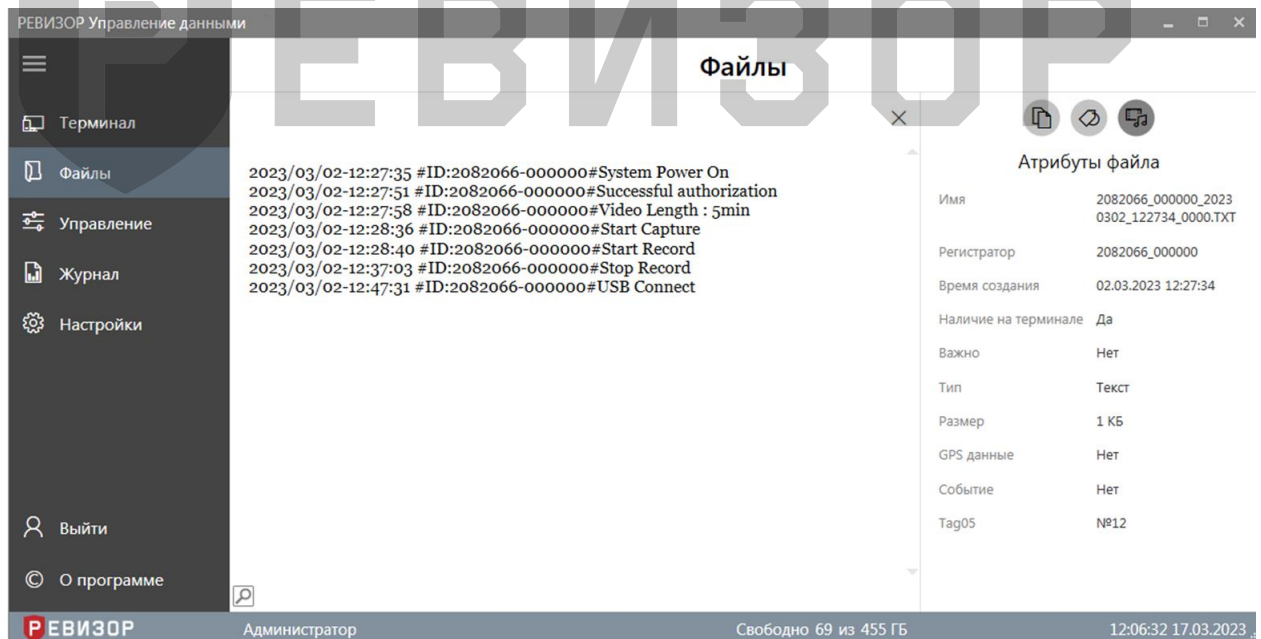 РЕВИЗОР Управление данными
РЕВИЗОР
Файлы
Терминал
Файлы
Управление
Журнал
Настройки
Выйти
О программе
2023/03/02-12:27:35 #ID:2082066-000000#System Power On
2023/03/02-12:27:51 #ID:2082066-000000#Successful authorization
2023/03/02-12:27:58 #ID:2082066-000000#Video Length : 5min
2023/03/02-12:28:36 #ID:2082066-000000#Start Capture
2023/03/02-12:28:40 #ID:2082066-000000#Start Record
2023/03/02-12:37:03 #ID:2082066-000000#Stop Record
2023/03/02-12:47:31 #ID:2082066-000000#USB Connect
Атрибуты файла
Имя 2082066_000000_2023
0302_122734_0000.TXT
Регистратор 2082066_000000
Время создания 02.03.2023 12:27:34
Наличие на терминале Да
Важно Нет
Тип Текст
Размер 1 КБ
GPS данные Нет
Событие Нет
Tag05 №12
РЕВИЗОР Администратор Свободно 69 из 455 ГБ 12:06:32 17.03.2023